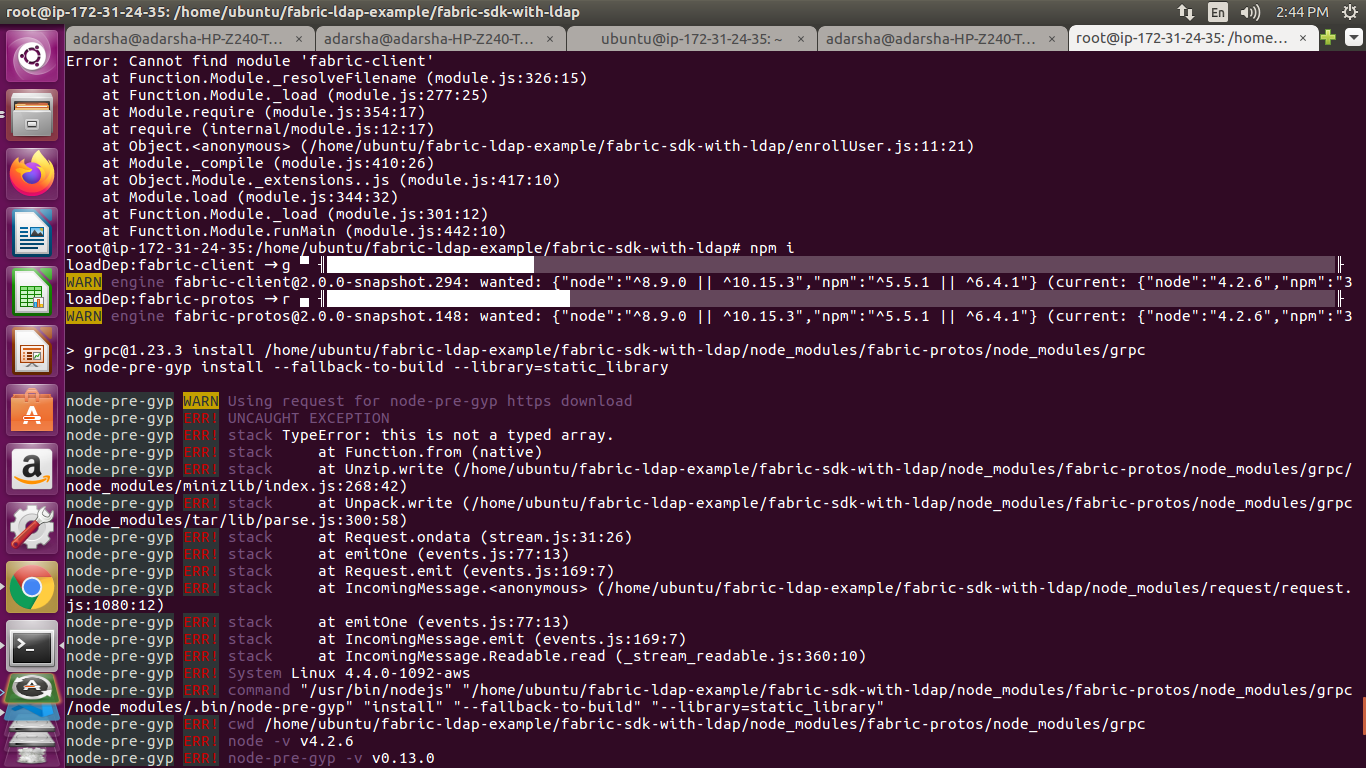 root@ip-172-31-24-35: /home/ubuntu/fabric-ldap-example/fabric-sdk-with-ldap
En
2:44 PM
adarsha@adarsha-HP-Z240-T... ×
adarsha@adarsha-HP-Z240-T... ×
ubuntu@ip-172-31-24-35: ~ ×
adarsha@adarsha-HP-Z240-T... ×
root@ip-172-31-24-35: /home... ×
Error: Cannot find module 'fabric-client'
    at Function.Module._resolveFilename (module.js:326:15)
    at Function.Module._load (module.js:277:25)
    at Module.require (module.js:354:17)
    at require (internal/module.js:12:17)
    at Object.<anonymous> (/home/ubuntu/fabric-ldap-example/fabric-sdk-with-ldap/enrollUser.js:11:21)
    at Module._compile (module.js:410:26)
    at Object.Module._extensions..js (module.js:417:10)
    at Module.load (module.js:344:32)
    at Function.Module._load (module.js:301:12)
    at Function.Module.runMain (module.js:442:10)
root@ip-172-31-24-35:/home/ubuntu/fabric-ldap-example/fabric-sdk-with-ldap# npm i
loadDep:fabric-client → g
WARN engine fabric-client@2.0.0-snapshot.294: wanted: {"node":"^8.9.0 || ^10.15.3","npm":"^5.5.1 || ^6.4.1"} (current: {"node":"4.2.6","npm":"3
loadDep:fabric-protos → r
WARN engine fabric-protos@2.0.0-snapshot.148: wanted: {"node":"^8.9.0 || ^10.15.3","npm":"^5.5.1 || ^6.4.1"} (current: {"node":"4.2.6","npm":"3
> grpc@1.23.3 install /home/ubuntu/fabric-ldap-example/fabric-sdk-with-ldap/node_modules/fabric-protos/node_modules/grpc
> node-pre-gyp install --fallback-to-build --library=static_library
node-pre-gyp WARN Using request for node-pre-gyp https download
node-pre-gyp ERR! UNCAUGHT EXCEPTION
node-pre-gyp ERR! stack TypeError: this is not a typed array.
node-pre-gyp ERR! stack     at Function.from (native)
node-pre-gyp ERR! stack     at Unzip.write (/home/ubuntu/fabric-ldap-example/fabric-sdk-with-ldap/node_modules/fabric-protos/node_modules/grpc/
node_modules/minizlib/index.js:268:42)
node-pre-gyp ERR! stack     at Unpack.write (/home/ubuntu/fabric-ldap-example/fabric-sdk-with-ldap/node_modules/fabric-protos/node_modules/grpc
/node_modules/tar/lib/parse.js:300:58)
node-pre-gyp ERR! stack     at Request.ondata (stream.js:31:26)
node-pre-gyp ERR! stack     at emitOne (events.js:77:13)
node-pre-gyp ERR! stack     at Request.emit (events.js:169:7)
node-pre-gyp ERR! stack     at IncomingMessage.<anonymous> (/home/ubuntu/fabric-ldap-example/fabric-sdk-with-ldap/node_modules/request/request.
js:1080:12)
node-pre-gyp ERR! stack     at emitOne (events.js:77:13)
node-pre-gyp ERR! stack     at IncomingMessage.emit (events.js:169:7)
node-pre-gyp ERR! stack     at IncomingMessage.Readable.read (_stream_readable.js:360:10)
node-pre-gyp ERR! System Linux 4.4.0-1092-aws
node-pre-gyp ERR! command "/usr/bin/nodejs" "/home/ubuntu/fabric-ldap-example/fabric-sdk-with-ldap/node_modules/fabric-protos/node_modules/grpc
/node_modules/.bin/node-pre-gyp" "install" "--fallback-to-build" "--library=static_library"
node-pre-gyp ERR! cwd /home/ubuntu/fabric-ldap-example/fabric-sdk-with-ldap/node_modules/fabric-protos/node_modules/grpc
node-pre-gyp ERR! node -v v4.2.6
node-pre-gyp ERR! node-pre-gyp -v v0.13.0